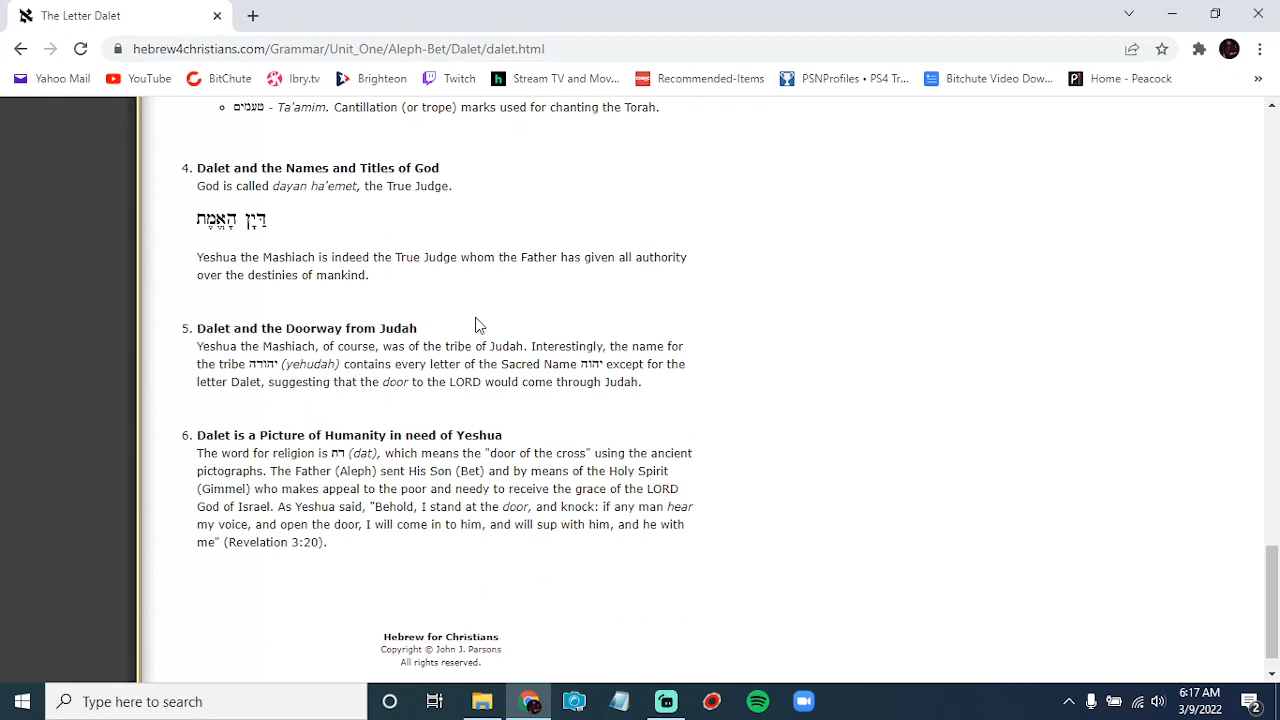 The Letter Dalet
hebrew4christians.com/Grammar/Unit_One/Aleph-Bet/Dalet/dalet.html
Yahoo Mail YouTube BitChute lbry.tv Brighteon Twitch Stream TV and Mov... Recommended-Items PSNProfiles • PS4 Tr... Bitchute Video Dow... Home - Peacock »
טעמים - Ta'amim. Cantillation (or trope) marks used for chanting the Torah.
4. Dalet and the Names and Titles of God
God is called dayan ha'emet, the True Judge.
דַּיָּן הָאֱמֶת
Yeshua the Mashiach is indeed the True Judge whom the Father has given all authority
over the destinies of mankind.
5. Dalet and the Doorway from Judah
Yeshua the Mashiach, of course, was of the tribe of Judah. Interestingly, the name for
the tribe יהודה (yehudah) contains every letter of the Sacred Name יהוה except for the
letter Dalet, suggesting that the door to the LORD would come through Judah.
6. Dalet is a Picture of Humanity in need of Yeshua
The word for religion is דת (dat), which means the "door of the cross" using the ancient
pictographs. The Father (Aleph) sent His Son (Bet) and by means of the Holy Spirit
(Gimmel) who makes appeal to the poor and needy to receive the grace of the LORD
God of Israel. As Yeshua said, "Behold, I stand at the door, and knock: if any man hear
my voice, and open the door, I will come in to him, and will sup with him, and he with
me" (Revelation 3:20).
Hebrew for Christians
Copyright © John J. Parsons
All rights reserved.
Type here to search
6:17 AM
3/9/2022
2